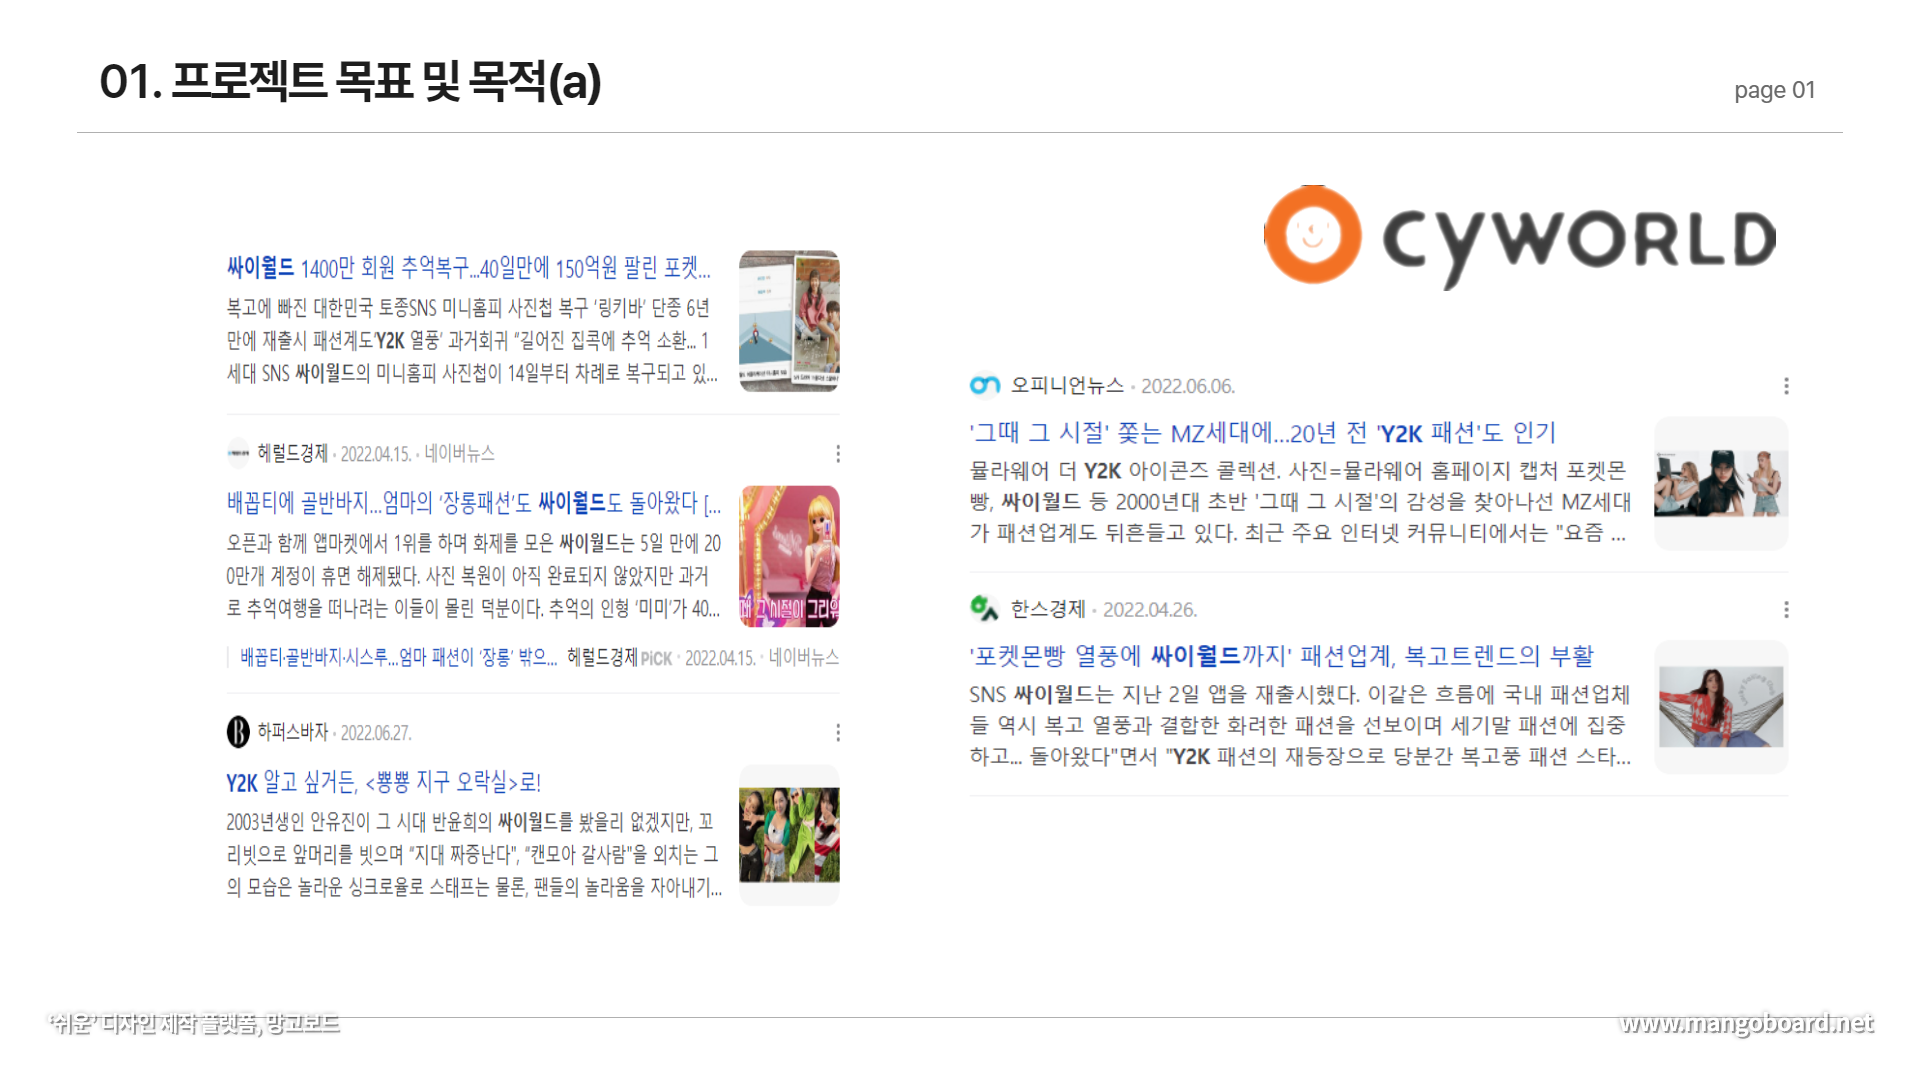 01. 프로젝트 목표 및 목적(a)
page 01
CYWORLD
싸이월드 1400만 회원 추억복구...40일만에 150억원 팔린 포켓...
복고에 빠진 대한민국 토종SNS 미니홈피 사진첩 복구 '링키바' 단종 6년
만에 재출시 패션계도'Y2K 열풍' 과거회귀 "길어진 집콕에 추억 소환... 1
세대 SNS 싸이월드의 미니홈피 사진첩이 14일부터 차례로 복구되고 있...
헤럴드경제 · 2022.04.15. · 네이버뉴스
배꼽티에 골반바지...엄마의 '장롱패션'도 싸이월드도 돌아왔다 [...
오픈과 함께 앱마켓에서 1위를 하며 화제를 모은 싸이월드는 5일 만에 20
0만개 계정이 휴면 해제됐다. 사진 복원이 아직 완료되지 않았지만 과거
로 추억여행을 떠나려는 이들이 몰린 덕분이다. 추억의 인형 '미미'가 40...
그 시절이 그리워
배꼽티·골반바지·시스루...엄마 패션이 '장롱' 밖으... 헤럴드경제 PiCK · 2022.04.15. · 네이버뉴스
B 하퍼스바자 · 2022.06.27.
Y2K 알고 싶거든, <뿅뿅 지구 오락실>로!
2003년생인 안유진이 그 시대 반윤희의 싸이월드를 봤을리 없겠지만, 꼬
리빗으로 앞머리를 빗으며 "지대 짜증난다", "캔모아 갈사람"을 외치는 그
의 모습은 놀라운 싱크로율로 스태프는 물론, 팬들의 놀라움을 자아내기...
오피니언뉴스 · 2022.06.06.
'그때 그 시절' 쫓는 MZ세대에...20년 전 'Y2K 패션'도 인기
뮬라웨어 더 Y2K 아이콘즈 콜렉션. 사진=뮬라웨어 홈페이지 캡처 포켓몬
빵, 싸이월드 등 2000년대 초반 '그때 그 시절'의 감성을 찾아나선 MZ세대
가 패션업계도 뒤흔들고 있다. 최근 주요 인터넷 커뮤니티에서는 "요즘 ...
한스경제 · 2022.04.26.
'포켓몬빵 열풍에 싸이월드까지' 패션업계, 복고트렌드의 부활
SNS 싸이월드는 지난 2일 앱을 재출시했다. 이같은 흐름에 국내 패션업체
들 역시 복고 열풍과 결합한 화려한 패션을 선보이며 세기말 패션에 집중
하고... 돌아왔다"면서 "Y2K 패션의 재등장으로 당분간 복고풍 패션 스타...
'쉬운' 디자인 제작 플랫폼, 망고보드
www.mangoboard.net